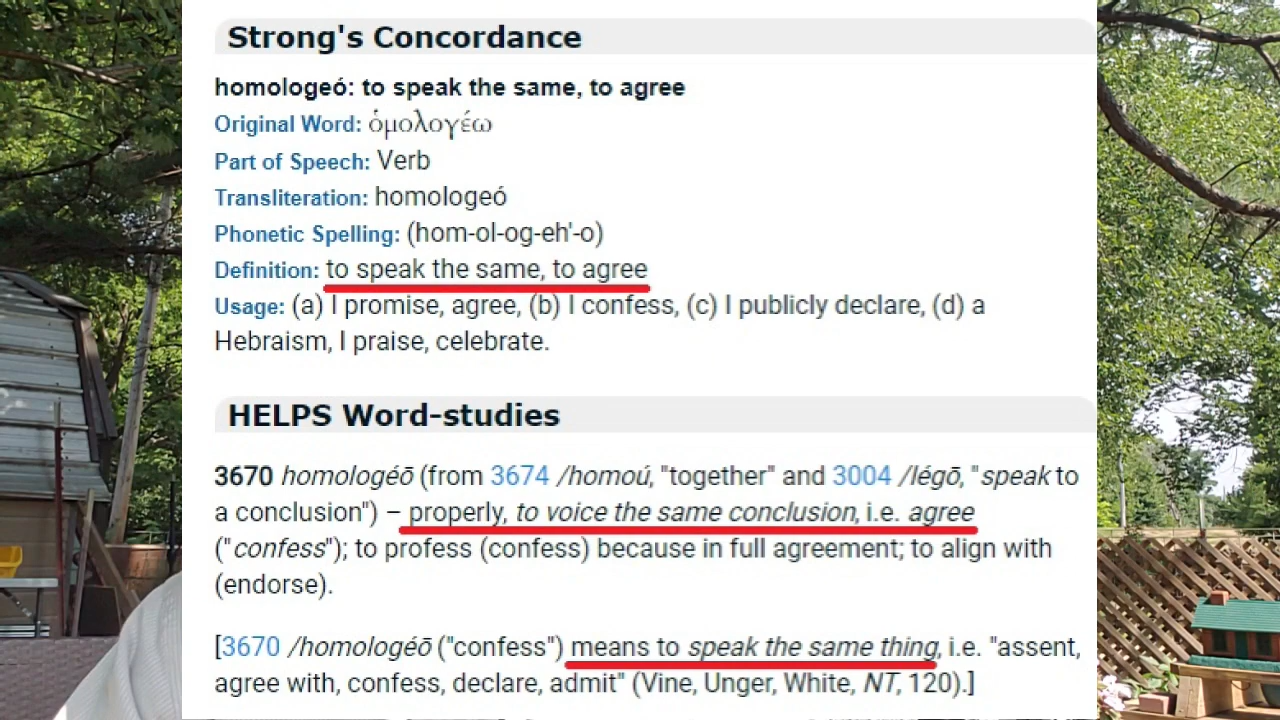 Strong's Concordance
homologeó: to speak the same, to agree
Original Word: ὁμολογέω
Part of Speech: Verb
Transliteration: homologeó
Phonetic Spelling: (hom-ol-og-eh'-o)
Definition: to speak the same, to agree
Usage: (a) I promise, agree, (b) I confess, (c) I publicly declare, (d) a
Hebraism, I praise, celebrate.
HELPS Word-studies
3670 homologéō (from 3674 /homoú, "together" and 3004 /légō, "speak to
a conclusion") – properly, to voice the same conclusion, i.e. agree
("confess"); to profess (confess) because in full agreement; to align with
(endorse).
[3670 /homologéō ("confess") means to speak the same thing, i.e. "assent,
agree with, confess, declare, admit" (Vine, Unger, White, NT, 120).]